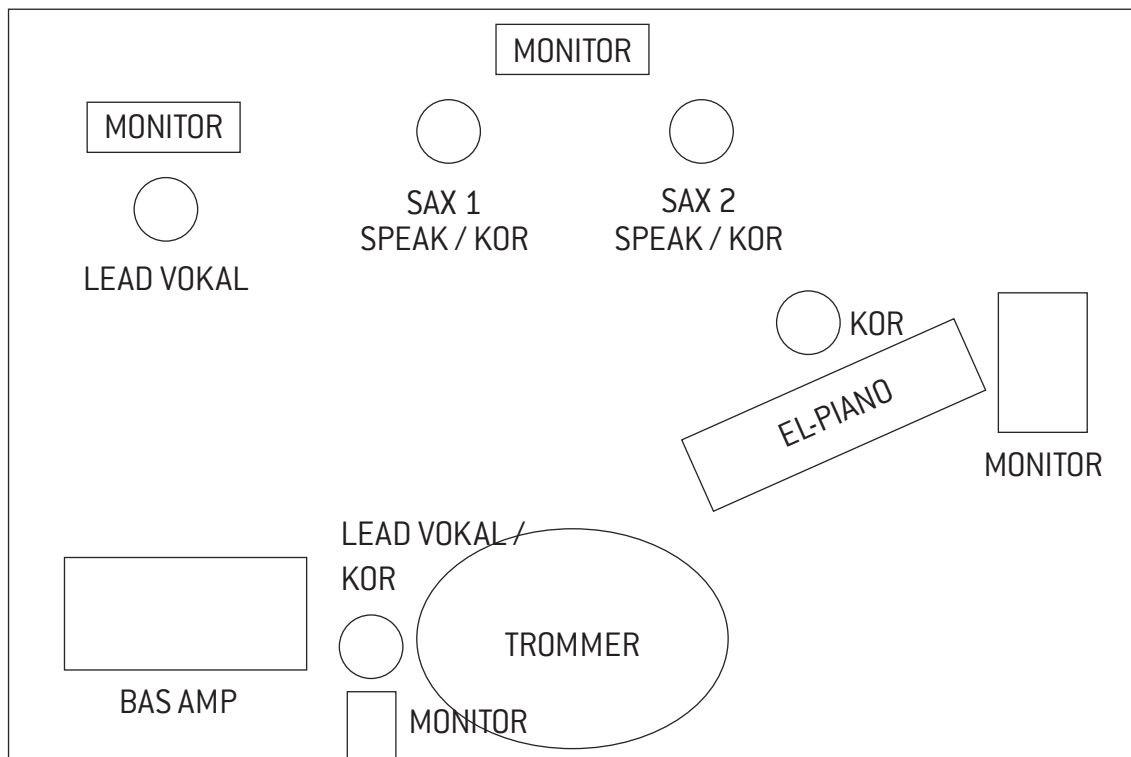 MONITOR
MONITOR
SAX 1
SPEAK / KOR
SAX 2
SPEAK / KOR
LEAD VOKAL
KOR
EL-PIANO
MONITOR
LEAD VOKAL /
KOR
TROMMER
BAS AMP
MONITOR